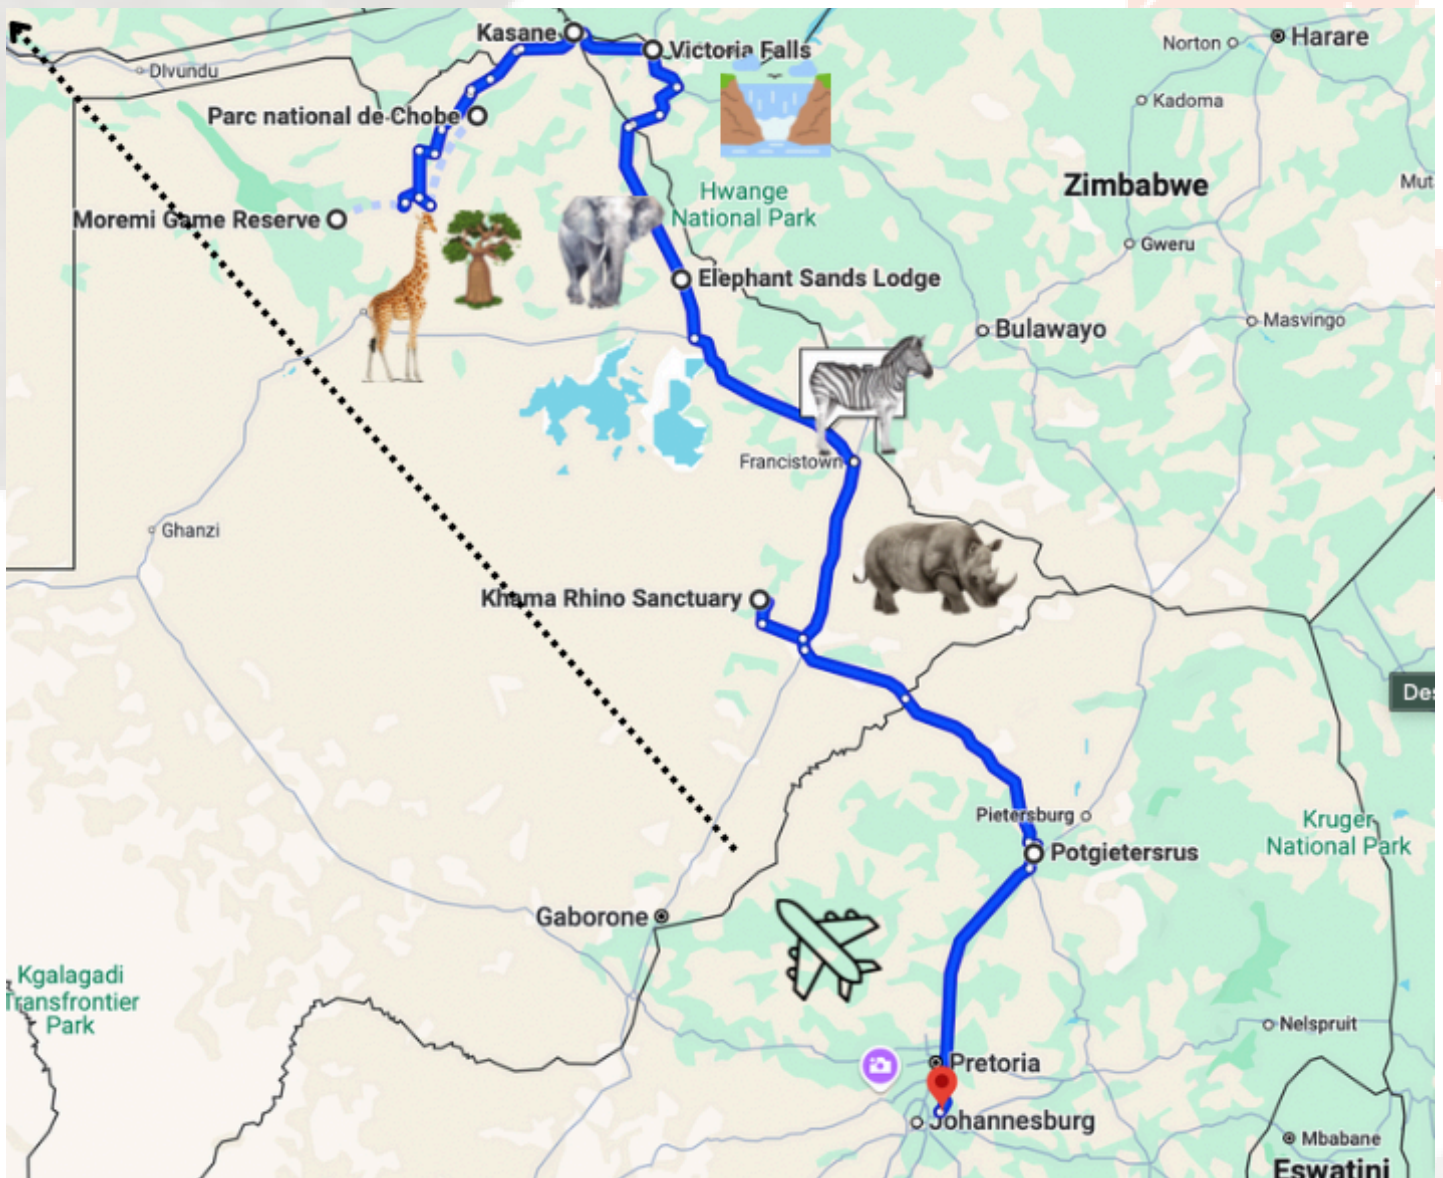 Kasane
Victoria Falls
Norton
Harare
Divundu
Kadoma
Parc national de Chobe
Zimbabwe
Mut
Hwange
National Park
Moremi Game Reserve
Gweru
Elephant Sands Lodge
Bulawayo
Masvingo
Francistown
Ghanzi
Khama Rhino Sanctuary
Des
Pietersburg
Kruger
National Park
Potgietersrus
Gaborone
Kgalagadi
Transfrontier
Park
Nelspruit
Pretoria
Johannesburg
Mbabane
Eswatini